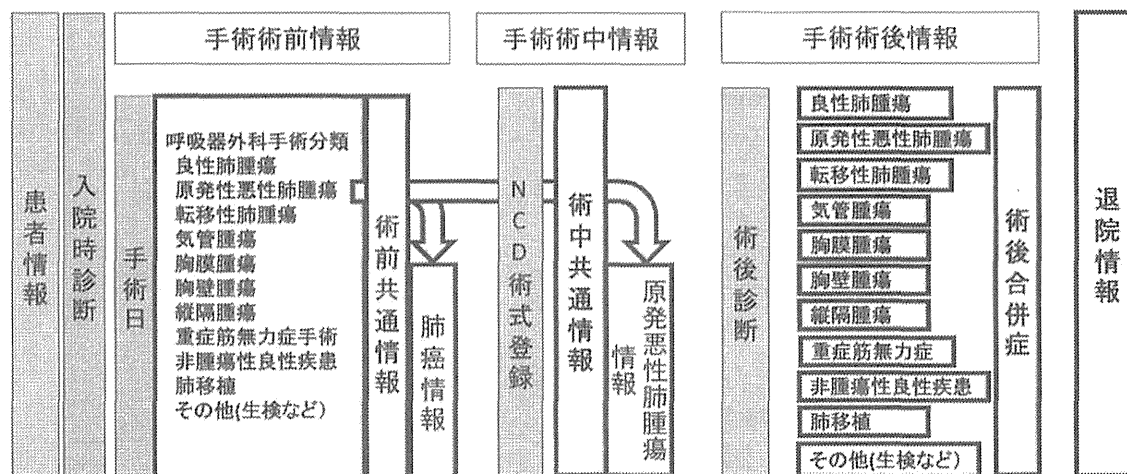 患者情報
入院時診断
手術術前情報
手術日
呼吸器外科手術分類
良性肺腫瘍
原発性悪性肺腫瘍
転移性肺腫瘍
気管腫瘍
胸膜腫瘍
胸壁腫瘍
縦隔腫瘍
重症筋無力症手術
非腫瘍性良性疾患
肺移植
その他(生検など)
術前共通情報
肺癌情報
手術術中情報
NCD術式登録
術中共通情報
原発悪性肺腫瘍
情報
手術術後情報
術後診断
良性肺腫瘍
原発性悪性肺腫瘍
転移性肺腫瘍
気管腫瘍
胸膜腫瘍
胸壁腫瘍
縦隔腫瘍
重症筋無力症
非腫瘍性良性疾患
肺移植
その他(生検など)
術後合併症
退院情報